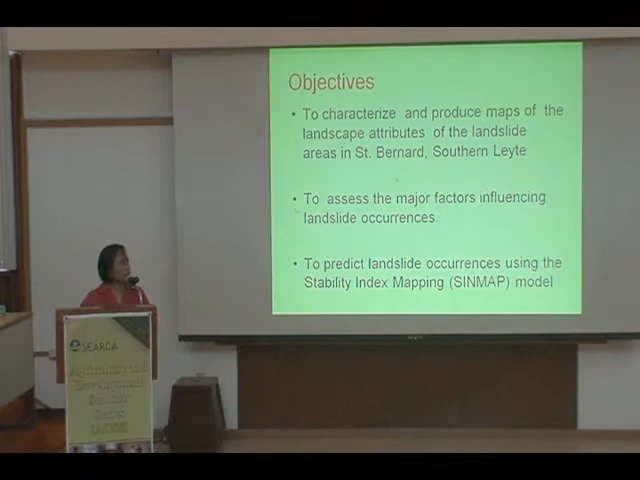 Objectives
• To characterize and produce maps of the
landscape attributes of the landslide
areas in St. Bernard, Southern Leyte
• To assess the major factors influencing
landslide occurrences
• To predict landslide occurrences using the
Stability Index Mapping (SINMAP) model
SEARCA